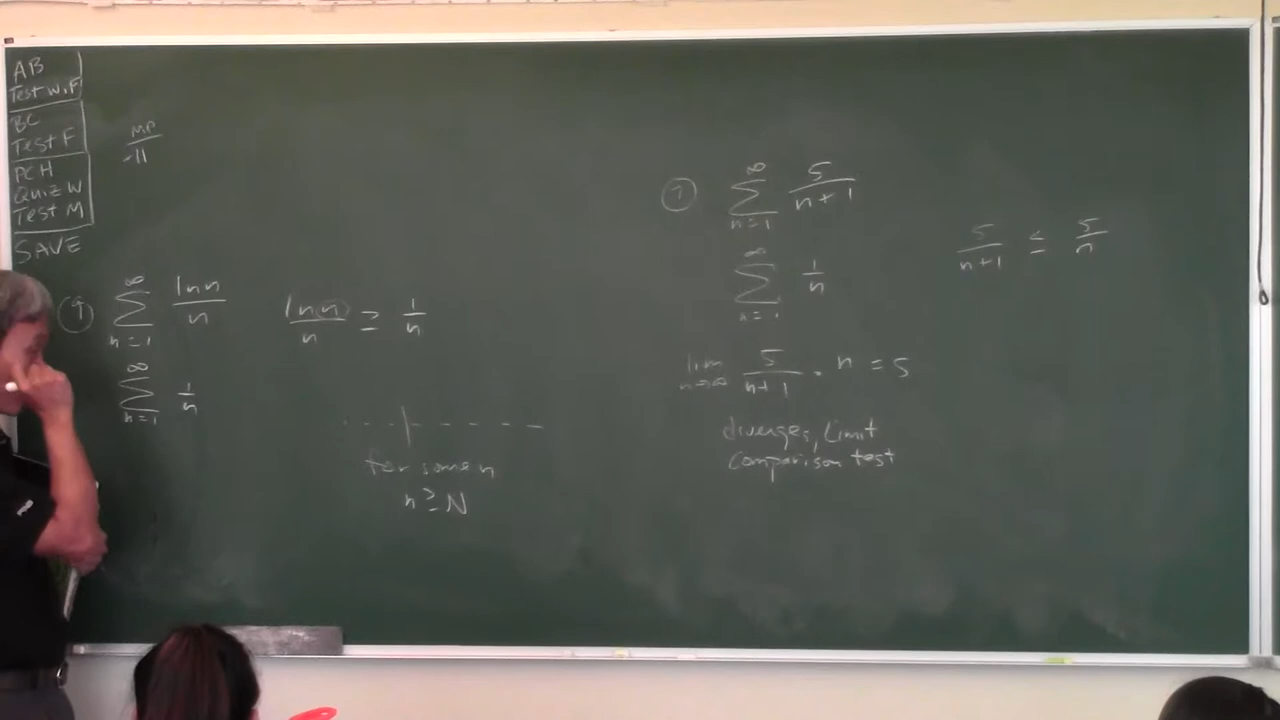 AB
Test W, F
BC
Test F
PCH
Quiz W
Test M
SAVE
MP
-11
9 ∞ Σ n=1 ln n / n
ln(n) / n ≥ 1/n
∞ Σ n=1 1/n
for some n
n ≥ N
7 ∞ Σ n=1 5/n+1
5/n+1 ≤ 5/n
∞ Σ n=1 1/n
lim n→∞ 5/n+1 · n = 5
diverges, Limit
comparison test